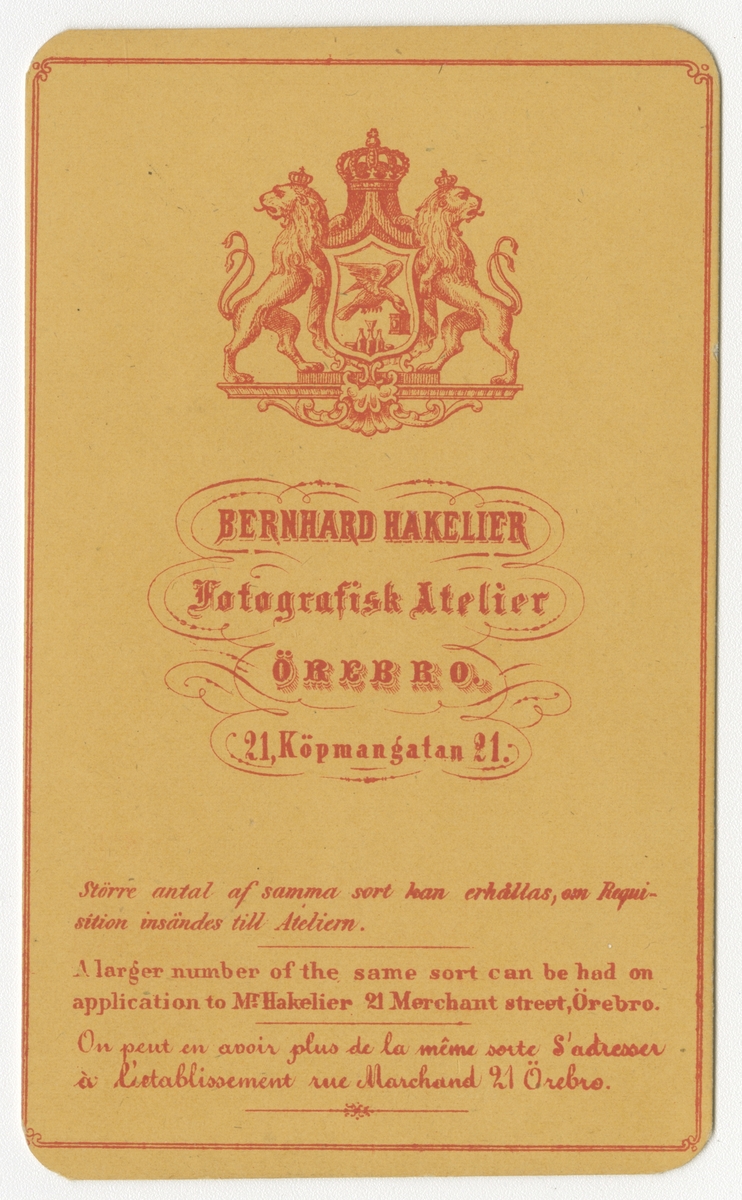 BERNHARD HAKELIER
Fotografisk Atelier
ÖREBRO.
21, Köpmangatan 21.
Större antal af samma sort kan erhållas, om Requi-
sition insändes till Ateliern.
A larger number of the same sort can be had on
application to Mr Hakelier 21 Merchant street, Örebro.
On peut en avoir plus de la même sorte S'adresser
à l'etablissement rue Marchand 21 Örebro.